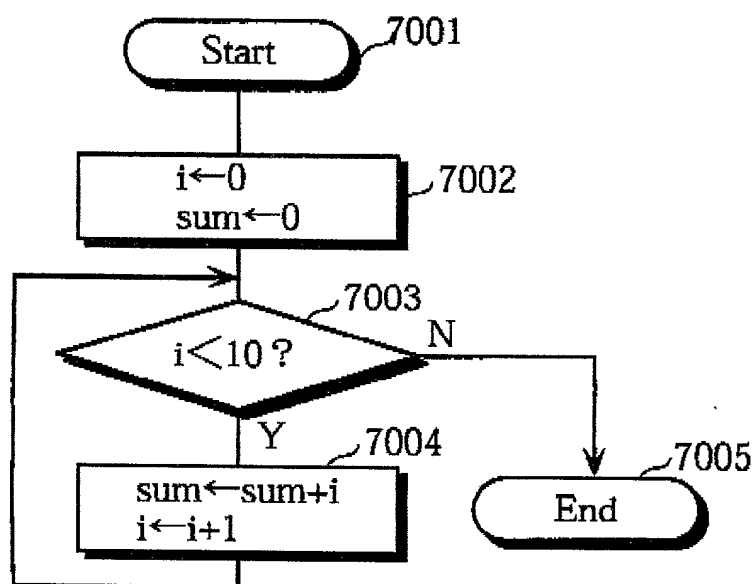 Start
7001
i←0
sum←0
7002
7003
i<10?
N
Y
7004
sum←sum+i
i←i+1
7005
End